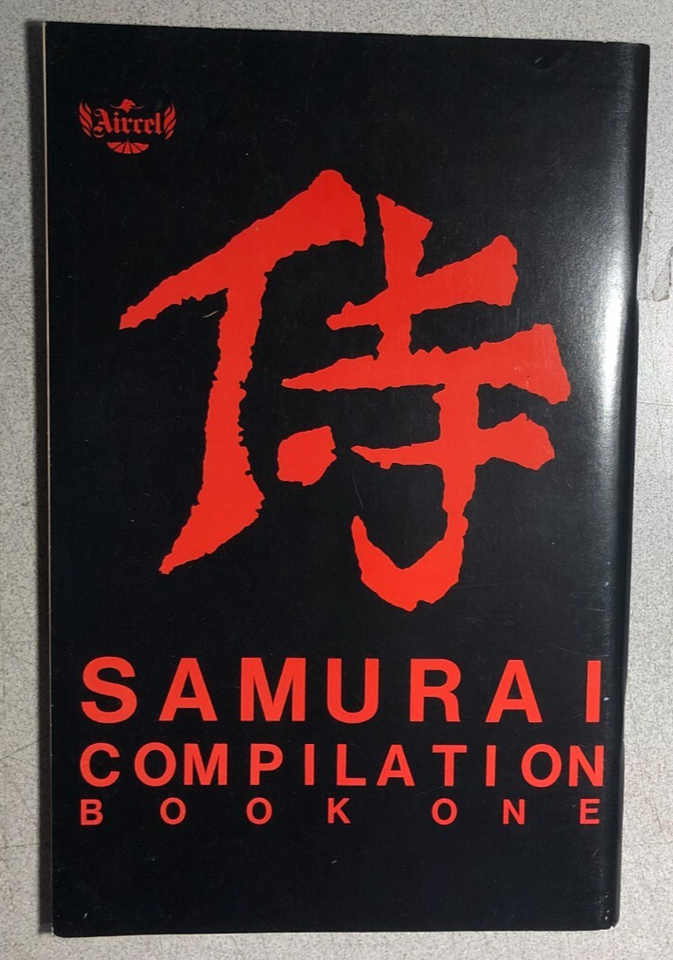 Aircel
侍
SAMURAI
COMPILATION
BOOK ONE